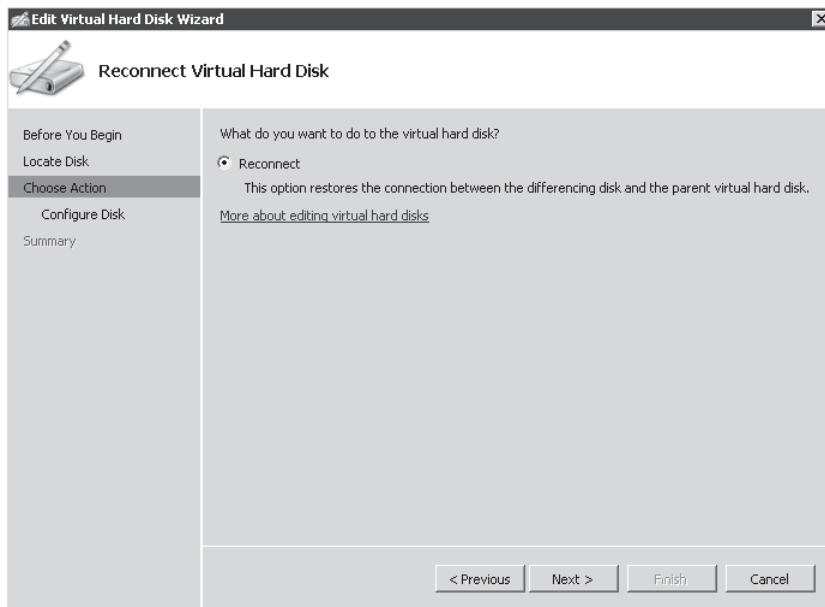 Edit Virtual Hard Disk Wizard
Reconnect Virtual Hard Disk
Before You Begin
Locate Disk
Choose Action
Configure Disk
Summary
What do you want to do to the virtual hard disk?
Reconnect
This option restores the connection between the differencing disk and the parent virtual hard disk.
More about editing virtual hard disks
< Previous
Next >
Finish
Cancel